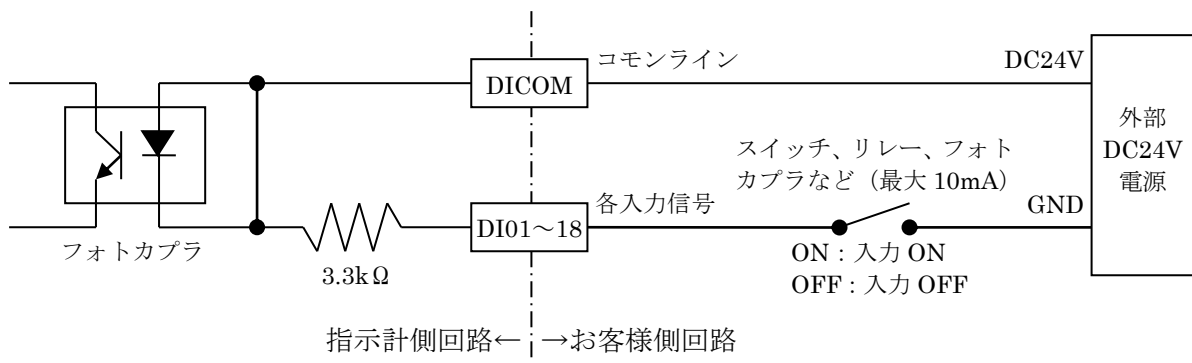 コモンライン
DC24V
DICOM
外部
DC24V
電源
スイッチ、リレー、フォト
カプラなど（最大 10mA）
各入力信号
GND
DI01～18
フォトカプラ
3.3kΩ
ON：入力 ON
OFF：入力 OFF
指示計側回路← →お客様側回路